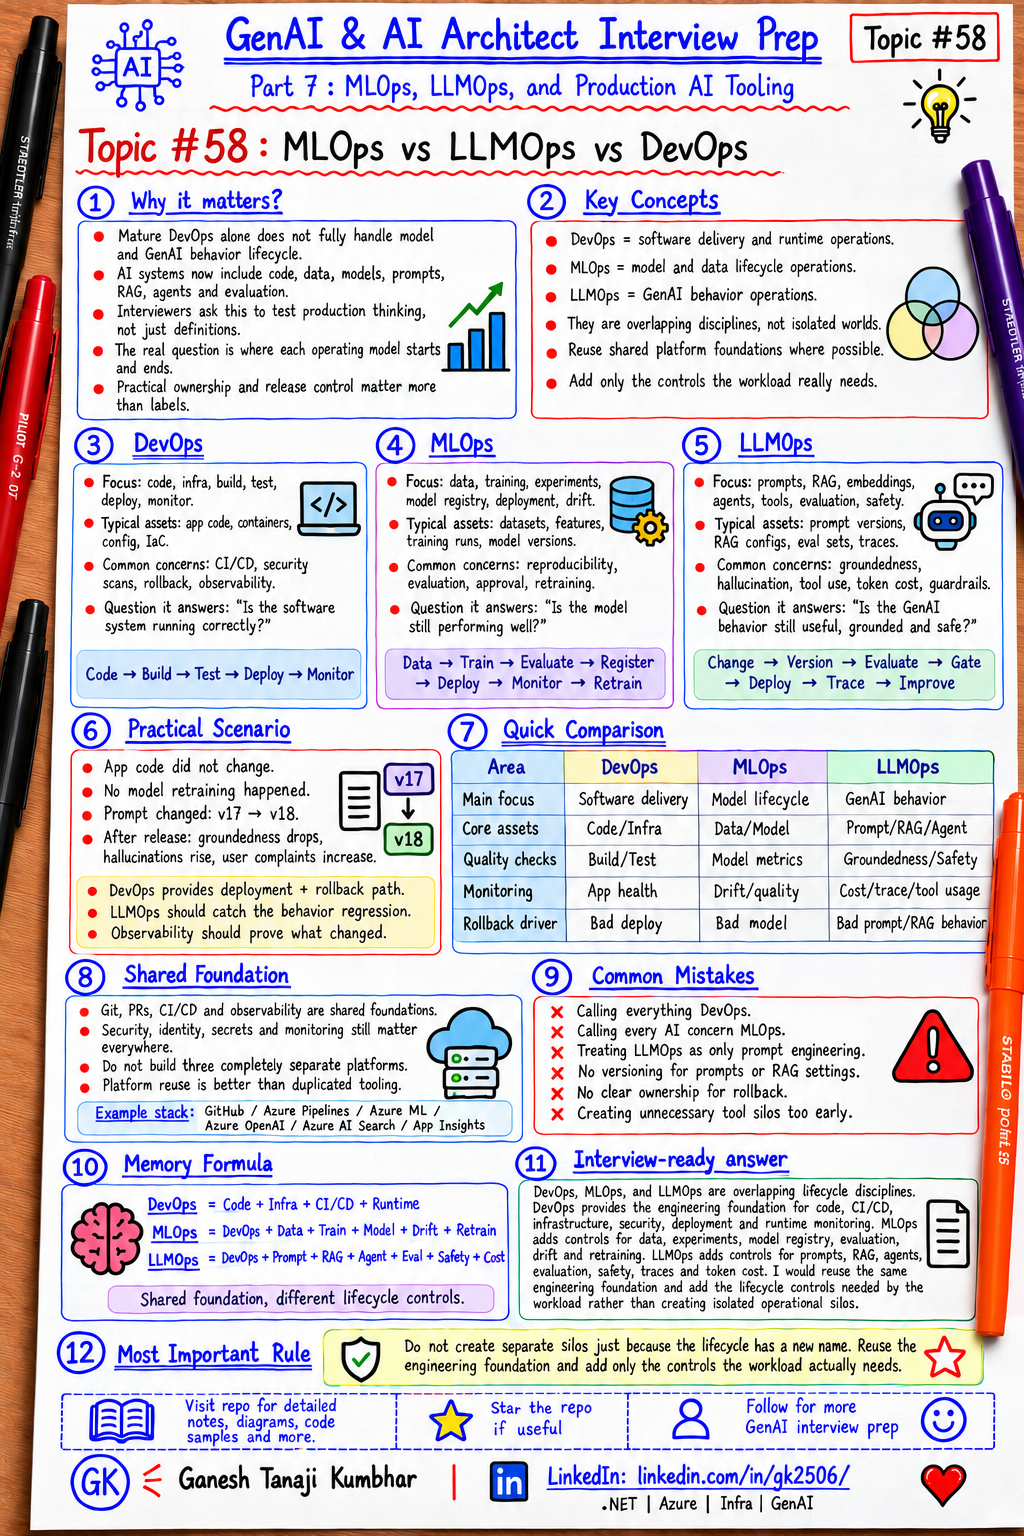 GenAI & AI Architect Interview Prep
Topic #58
AI
Part 7 : MLOps, LLMOps, and Production AI Tooling
Topic #58 : MLOps vs LLMOps vs DevOps
1 Why it matters?
Mature DevOps alone does not fully handle model
and GenAI behavior lifecycle.
AI systems now include code, data, models, prompts,
RAG, agents and evaluation.
Interviewers ask this to test production thinking,
not just definitions.
The real question is where each operating model starts
and ends.
Practical ownership and release control matter more
than labels.
2 Key Concepts
DevOps = software delivery and runtime operations.
MLOps = model and data lifecycle operations.
LLMOps = GenAI behavior operations.
They are overlapping disciplines, not isolated worlds.
Reuse shared platform foundations where possible.
Add only the controls the workload really needs.
3 DevOps
Focus: code, infra, build, test,
deploy, monitor.
Typical assets: app code, containers,
config, IaC.
Common concerns: CI/CD, security
scans, rollback, observability.
Question it answers: "Is the software
system running correctly?"
</>
Code → Build → Test → Deploy → Monitor
4 MLOps
Focus: data, training, experiments,
model registry, deployment, drift.
Typical assets: datasets, features,
training runs, model versions.
Common concerns: reproducibility,
evaluation, approval, retraining.
Question it answers: "Is the model
still performing well?"
Data → Train → Evaluate → Register
→ Deploy → Monitor → Retrain
5 LLMOps
Focus: prompts, RAG, embeddings,
agents, tools, evaluation, safety.
Typical assets: prompt versions,
RAG configs, eval sets, traces.
Common concerns: groundedness,
hallucination, tool use, token cost, guardrails.
Question it answers: "Is the GenAI
behavior still useful, grounded and safe?"
Change → Version → Evaluate → Gate
→ Deploy → Trace → Improve
6 Practical Scenario
App code did not change.
No model retraining happened.
Prompt changed: v17 → v18.
After release: groundedness drops,
hallucinations rise, user complaints increase.
v17
v18
DevOps provides deployment + rollback path.
LLMOps should catch the behavior regression.
Observability should prove what changed.
7 Quick Comparison
Area DevOps MLOps LLMOps
Main focus Software delivery Model lifecycle GenAI behavior
Core assets Code/Infra Data/Model Prompt/RAG/Agent
Quality checks Build/Test Model metrics Groundedness/Safety
Monitoring App health Drift/quality Cost/trace/tool usage
Rollback driver Bad deploy Bad model Bad prompt/RAG behavior
8 Shared Foundation
Git, PRs, CI/CD and observability are shared foundations.
Security, identity, secrets and monitoring still matter
everywhere.
Do not build three completely separate platforms.
Platform reuse is better than duplicated tooling.
Example stack: GitHub / Azure Pipelines / Azure ML /
Azure OpenAI / Azure AI Search / App Insights
9 Common Mistakes
Calling everything DevOps.
Calling every AI concern MLOps.
Treating LLMOps as only prompt engineering.
No versioning for prompts or RAG settings.
No clear ownership for rollback.
Creating unnecessary tool silos too early.
10 Memory Formula
DevOps = Code + Infra + CI/CD + Runtime
MLOps = DevOps + Data + Train + Model + Drift + Retrain
LLMOps = DevOps + Prompt + RAG + Agent + Eval + Safety + Cost
Shared foundation, different lifecycle controls.
11 Interview-ready answer
DevOps, MLOps, and LLMOps are overlapping lifecycle disciplines.
DevOps provides the engineering foundation for code, CI/CD,
infrastructure, security, deployment and runtime monitoring. MLOps
adds controls for data, experiments, model registry, evaluation,
drift and retraining. LLMOps adds controls for prompts, RAG, agents,
evaluation, safety, traces and token cost. I would reuse the same
engineering foundation and add the lifecycle controls needed by the
workload rather than creating isolated operational silos.
12 Most Important Rule
Do not create separate silos just because the lifecycle has a new name. Reuse the
engineering foundation and add only the controls the workload actually needs.
Visit repo for detailed
notes, diagrams, code
samples and more.
Star the repo
if useful
Follow for more
GenAI interview prep
GK
Ganesh Tanaji Kumbhar
in
LinkedIn: linkedin.com/in/gk2506/
.NET | Azure | Infra | GenAI
STAEDTLER
PILIOT G-2 07
STAEDTLER
STABILO point 88